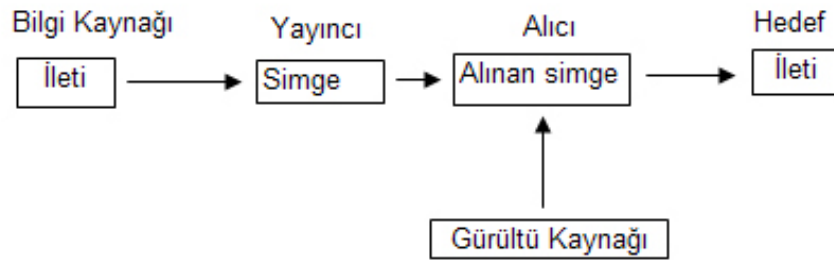 Bilgi Kaynağı Yayıncı Alıcı Hedef
İleti Simge Alınan simge İleti
Gürültü Kaynağı